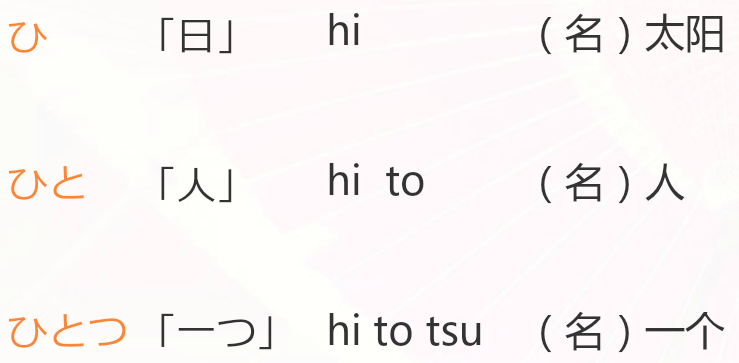 ひ 「日」 hi （名）太阳
ひと 「人」 hi to （名）人
ひとつ 「一つ」 hi to tsu （名）一个